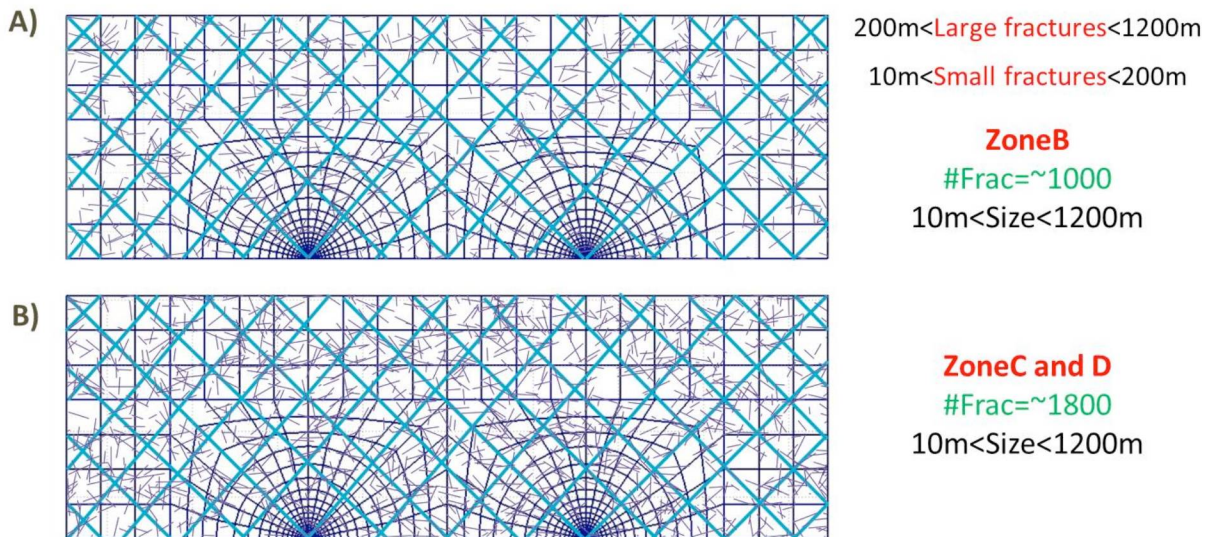 A)
200m<Large fractures<1200m
10m<Small fractures<200m
ZoneB
#Frac=~1000
10m<Size<1200m
B)
ZoneC and D
#Frac=~1800
10m<Size<1200m